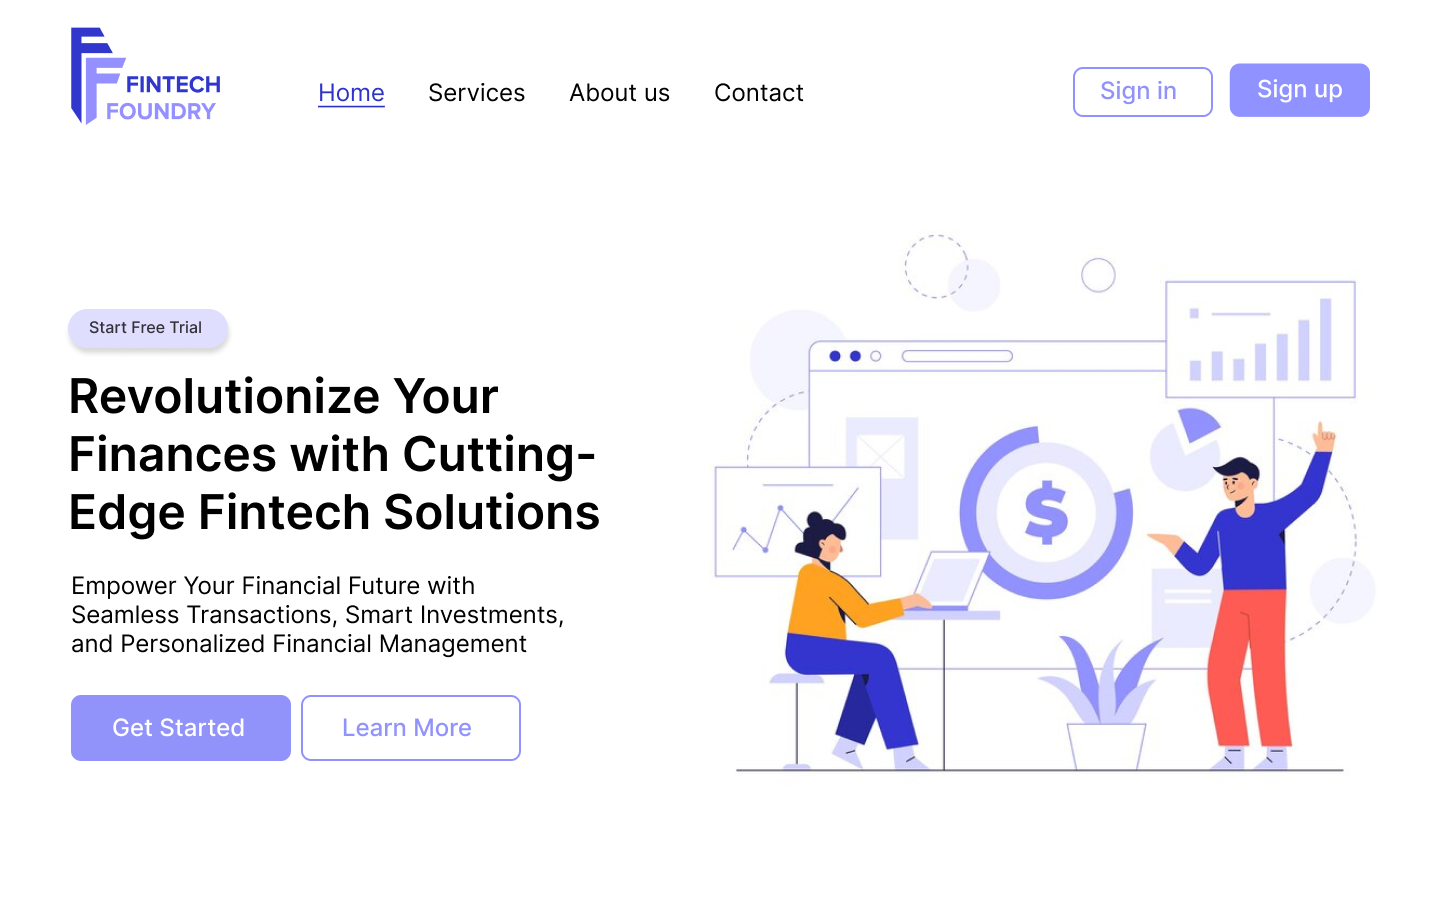 FINTECH
FOUNDRY
Home Services About us Contact
Sign in Sign up
Start Free Trial
Revolutionize Your
Finances with Cutting-
Edge Fintech Solutions
Empower Your Financial Future with
Seamless Transactions, Smart Investments,
and Personalized Financial Management
Get Started Learn More
$